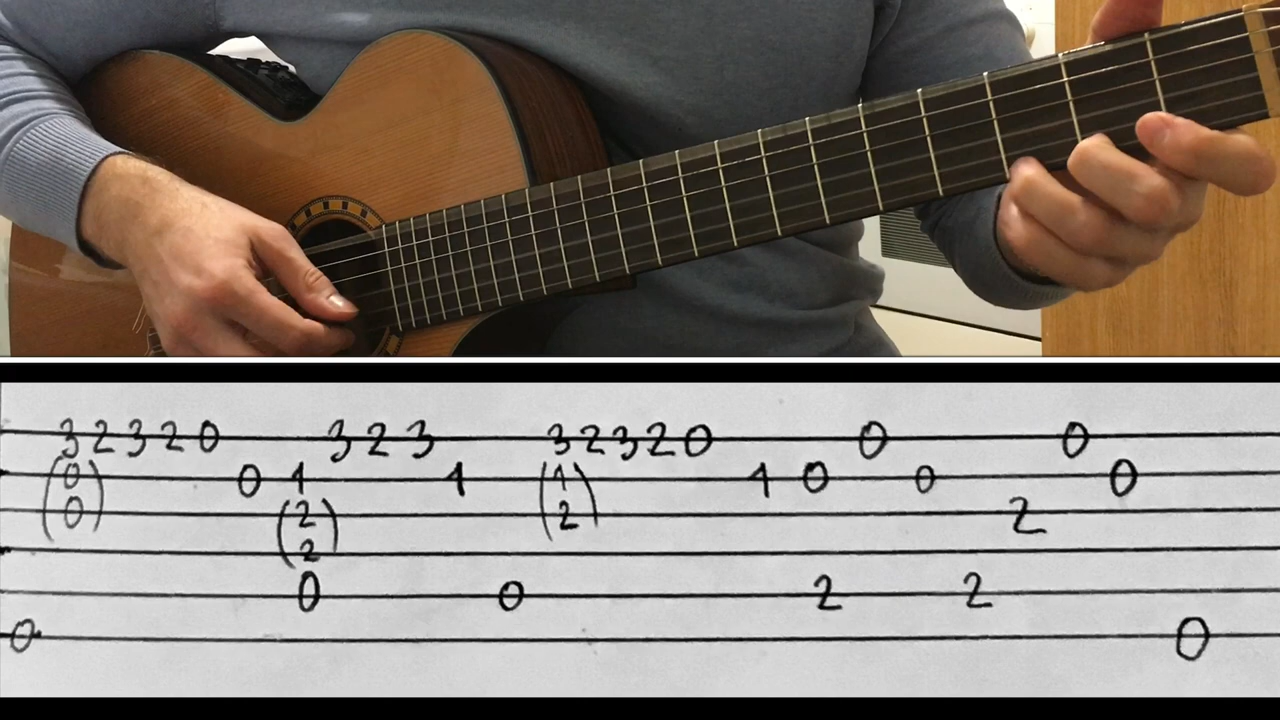 3 2 3 2 0 3 2 3 3 2 3 2 0 0 0
(0 0 1 1 (1 1 0 0 0
0) (2 2) 2
2)
0 0 2 2
0 0